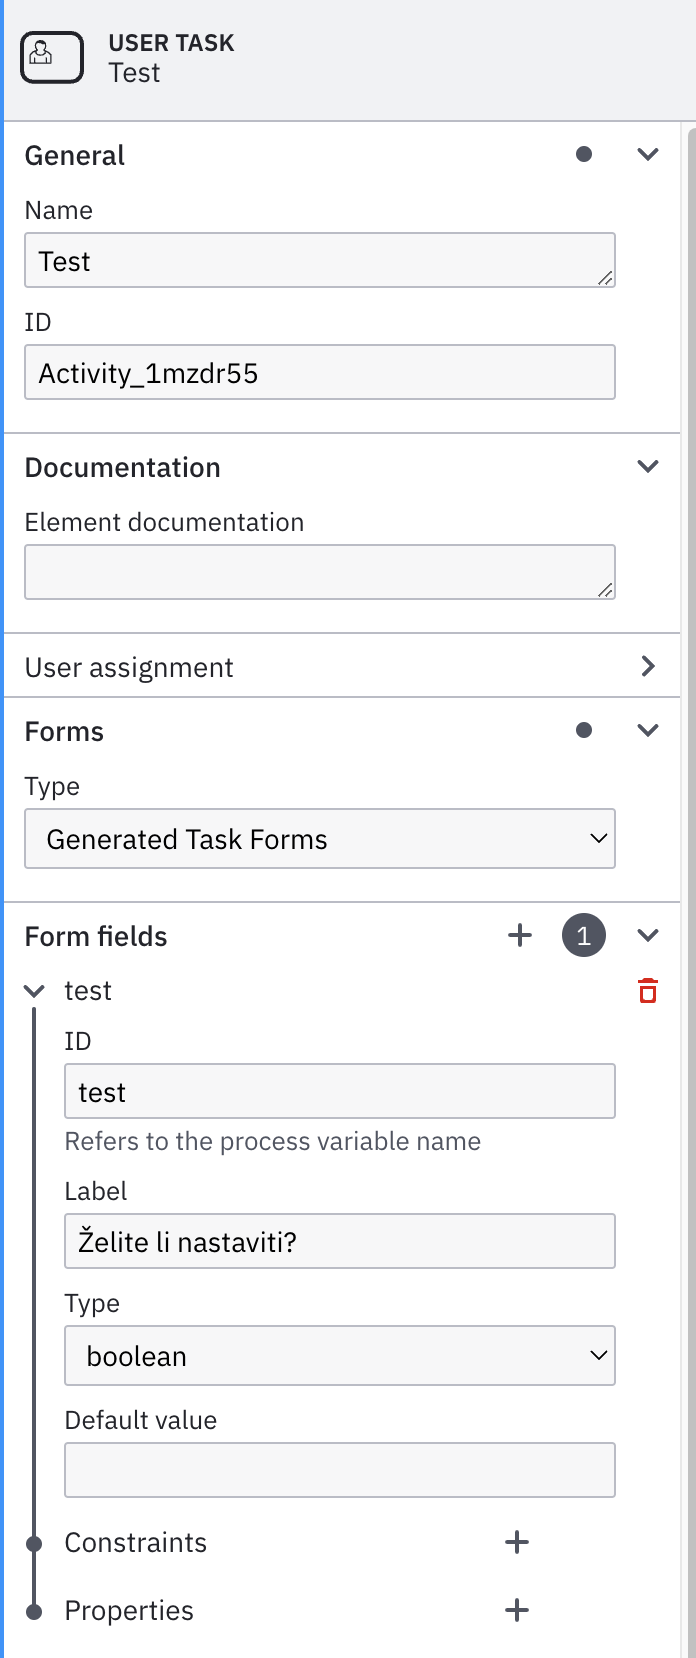 USER TASK
Test
General
Name
Test
ID
Activity_1mzdr55
Documentation
Element documentation
User assignment
Forms
Type
Generated Task Forms
Form fields
1
test
ID
test
Refers to the process variable name
Label
Želite li nastaviti?
Type
boolean
Default value
Constraints
Properties